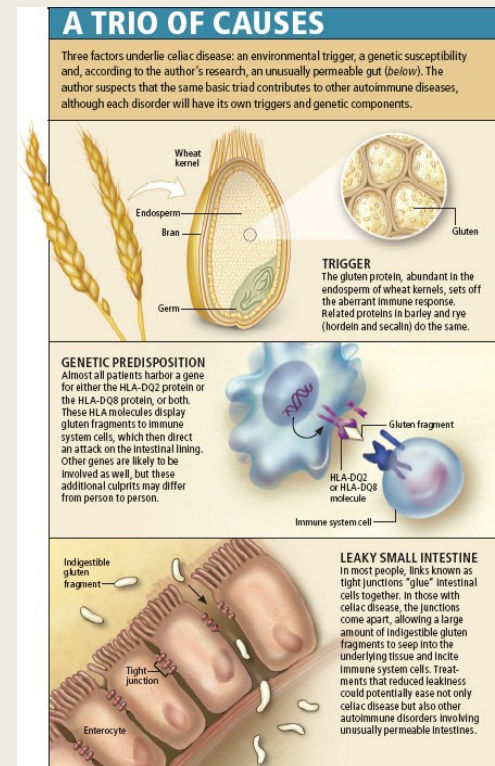 A TRIO OF CAUSES
Three factors underlie celiac disease: an environmental trigger, a genetic susceptibility
and, according to the author's research, an unusually permeable gut (below). The
author suspects that the same basic triad contributes to other autoimmune diseases,
although each disorder will have its own triggers and genetic components.
Wheat
kernel
Endosperm
Bran
Germ
Gluten
TRIGGER
The gluten protein, abundant in the
endosperm of wheat kernels, sets off
the aberrant immune response.
Related proteins in barley and rye
(hordein and secalin) do the same.
GENETIC PREDISPOSITION
Almost all patients harbor a gene
for either the HLA-DQ2 protein or
the HLA-DQ8 protein, or both.
These HLA molecules display
gluten fragments to immune
system cells, which then direct
an attack on the intestinal lining.
Other genes are likely to be
involved as well, but these
additional culprits may differ
from person to person.
Gluten fragment
HLA-DQ2
or HLA-DQ8
molecule
Immune system cell
Indigestible
gluten
fragment
Tight
junction
Enterocyte
LEAKY SMALL INTESTINE
In most people, links known as
tight junctions "glue" intestinal
cells together. In those with
celiac disease, the junctions
come apart, allowing a large
amount of indigestible gluten
fragments to seep into the
underlying tissue and incite
immune system cells. Treat-
ments that reduced leakiness
could potentially ease not only
celiac disease but also other
autoimmune disorders involving
unusually permeable intestines.